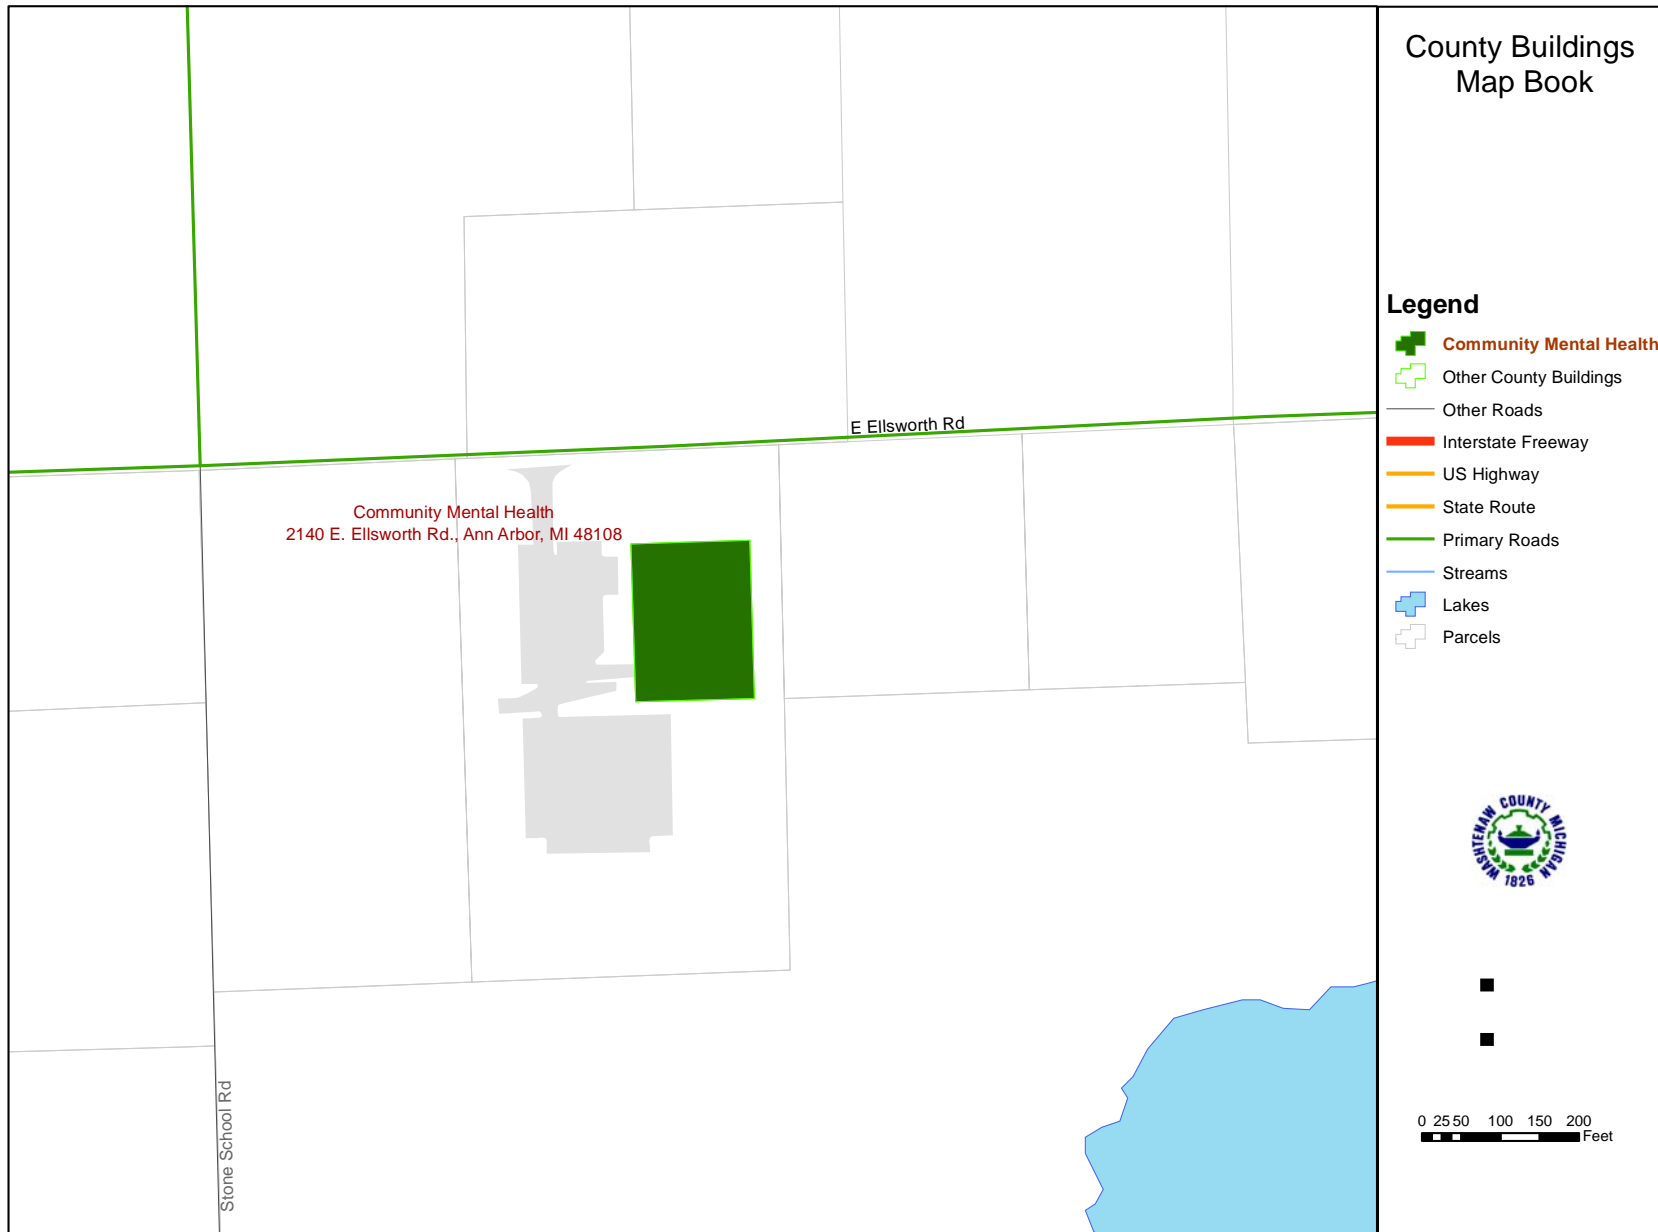 County Buildings
Map Book
E Ellsworth Rd
Community Mental Health
2140 E. Ellsworth Rd., Ann Arbor, MI 48108
Stone School Rd
Legend
Community Mental Health
Other County Buildings
Other Roads
Interstate Freeway
US Highway
State Route
Primary Roads
Streams
Lakes
Parcels
WASHTENAW COUNTY MICHIGAN
1826
0 25 50 100 150 200
Feet